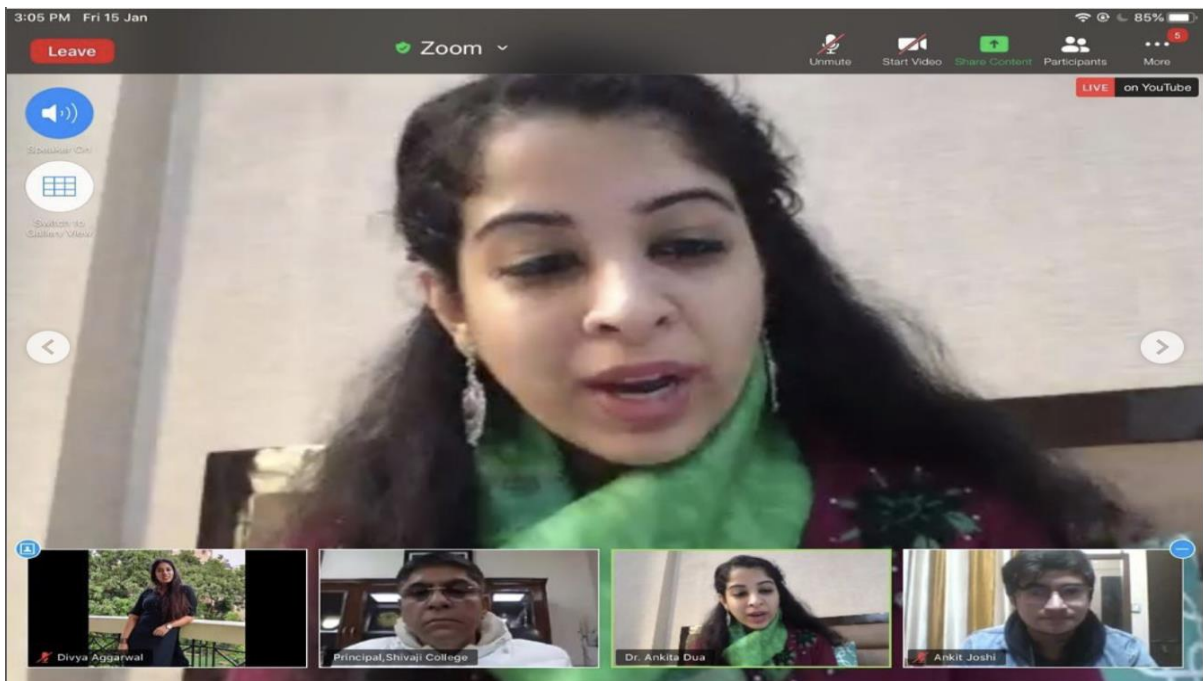 3:05 PM Fri 15 Jan
85%
Leave
Zoom
Unmute
Start Video
Share Content
Participants
5
More
LIVE on YouTube
Speaker On
Switch To
Gallery View
Divya Aggarwal
Principal,Shivaji College
Dr. Ankita Dua
Ankit Joshi